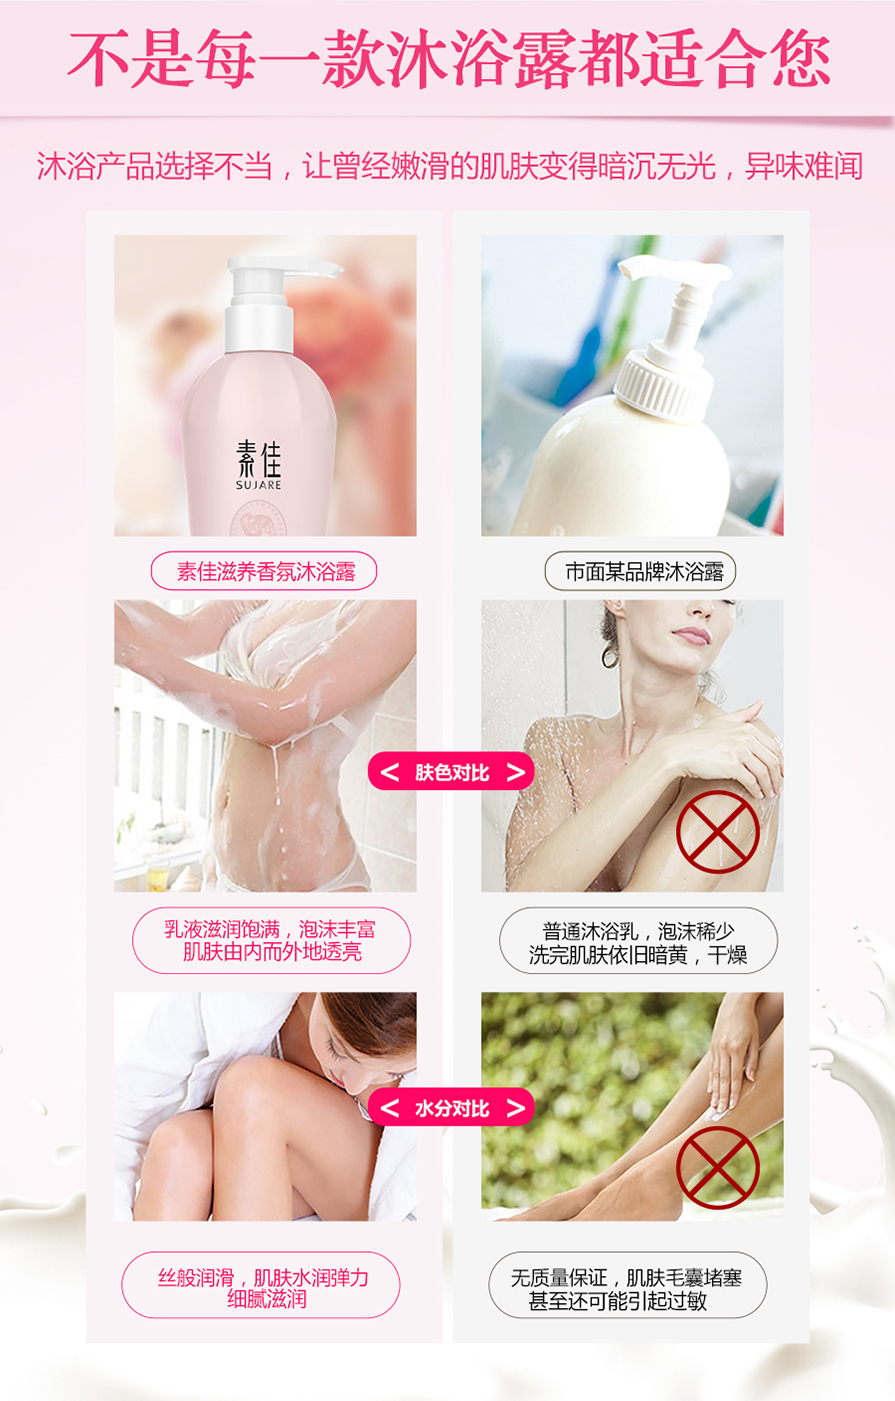 不是每一款沐浴露都适合您
沐浴产品选择不当，让曾经嫩滑的肌肤变得暗沉无光，异味难闻
素佳
SUJARE
素佳滋养香氛沐浴露
市面某品牌沐浴露
< 肤色对比 >
乳液滋润饱满，泡沫丰富
肌肤由内而外地透亮
普通沐浴乳，泡沫稀少
洗完肌肤依旧暗黄，干燥
< 水分对比 >
丝般润滑，肌肤水润弹力
细腻滋润
无质量保证，肌肤毛囊堵塞
甚至还可能引起过敏